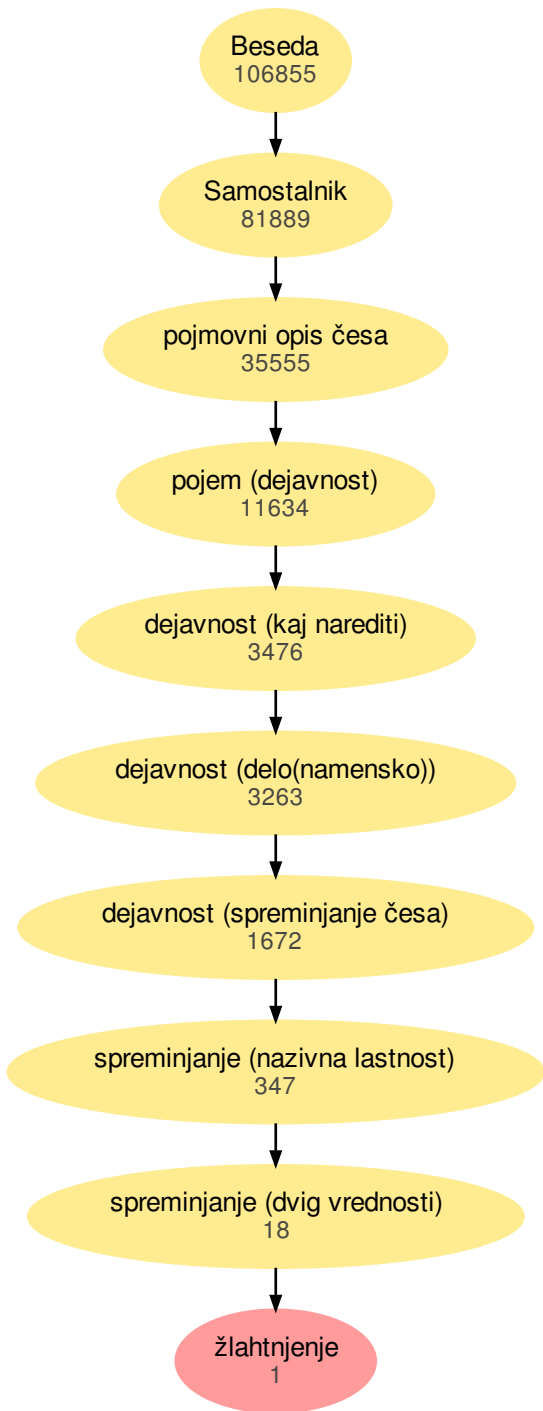 Beseda
106855
Samostalnik
81889
pojmovni opis česa
35555
pojem (dejavnost)
11634
dejavnost (kaj narediti)
3476
dejavnost (delo(namensko))
3263
dejavnost (spreminjanje česa)
1672
spreminjanje (nazivna lastnost)
347
spreminjanje (dvig vrednosti)
18
žlahtnjenje
1